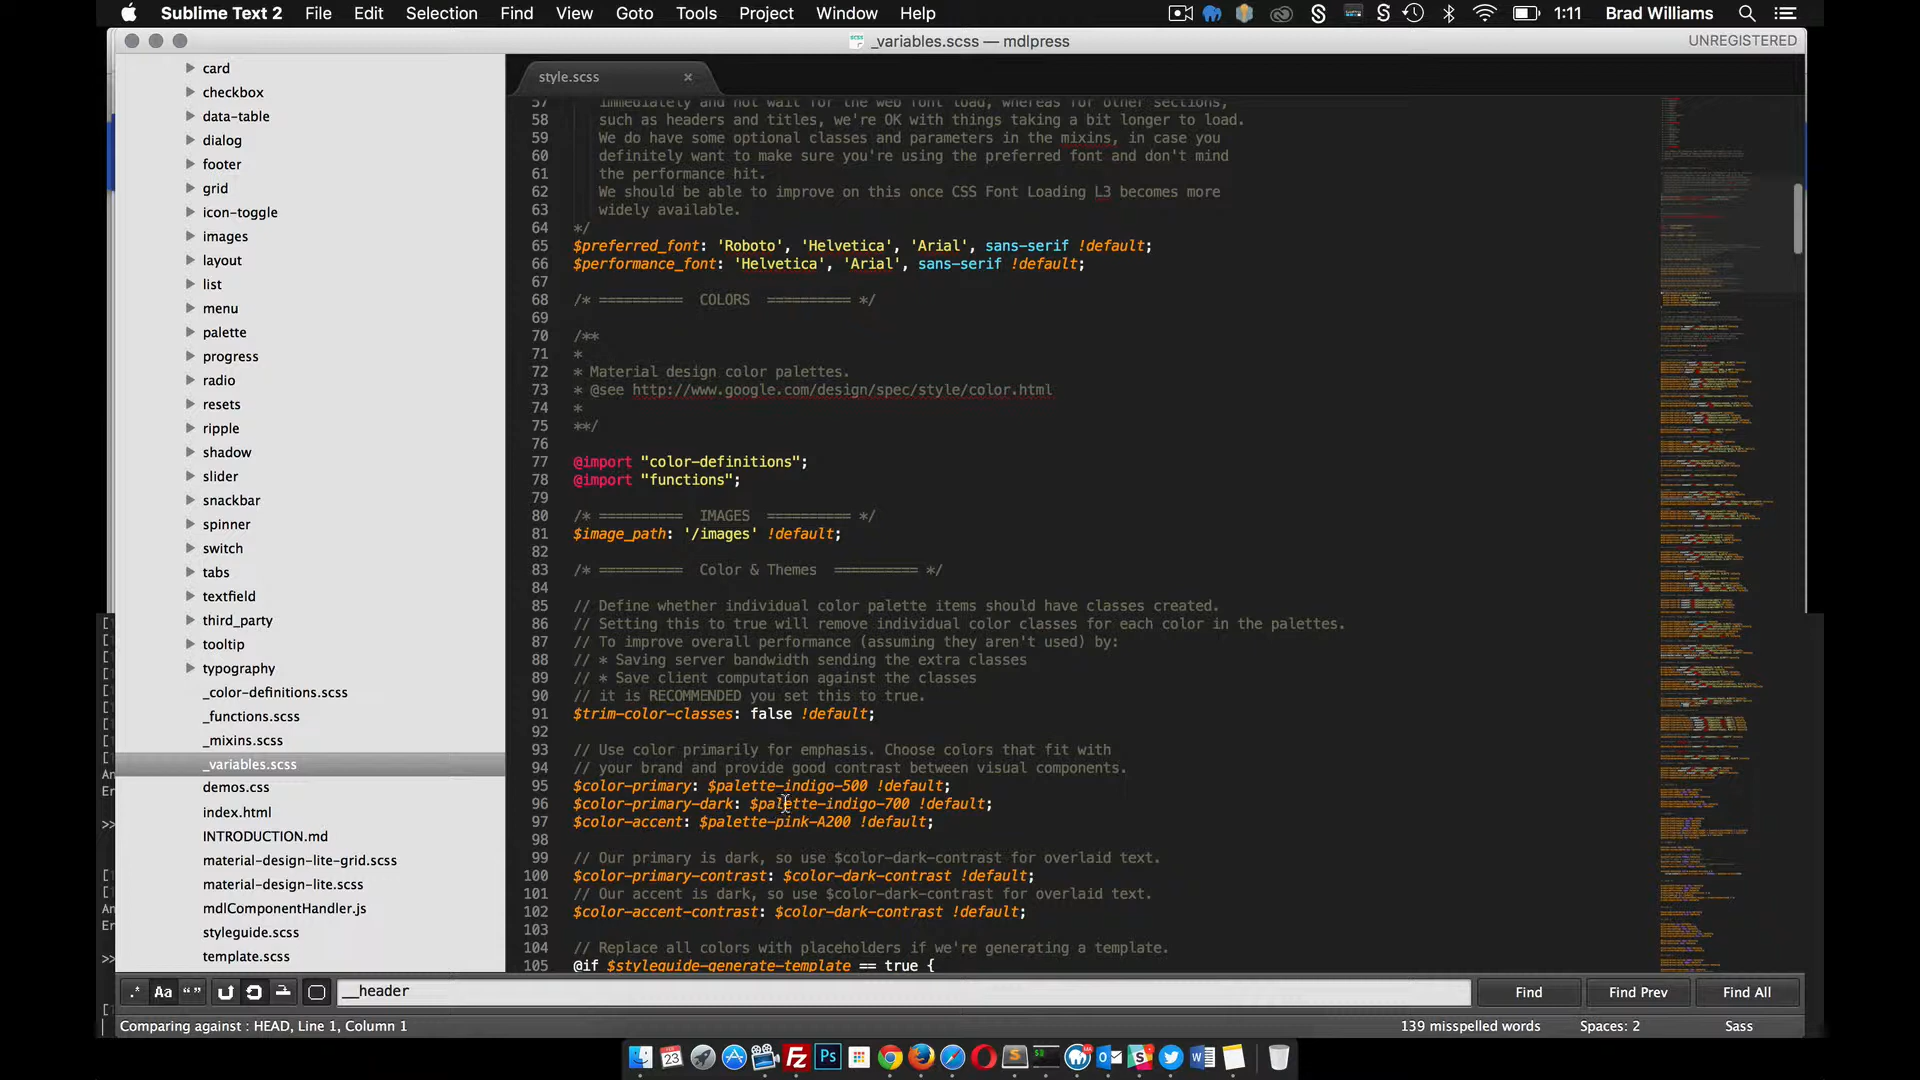 Sublime Text 2 File Edit Selection Find View Goto Tools Project Window Help 1:11 Brad Williams
_variables.scss — mdlpress UNREGISTERED
style.scss
card
checkbox
data-table
dialog
footer
grid
icon-toggle
images
layout
list
menu
palette
progress
radio
resets
ripple
shadow
slider
snackbar
spinner
switch
tabs
textfield
third_party
tooltip
typography
_color-definitions.scss
_functions.scss
_mixins.scss
_variables.scss
demos.css
index.html
INTRODUCTION.md
material-design-lite-grid.scss
material-design-lite.scss
mdlComponentHandler.js
styleguide.scss
template.scss
57 immediately and not wait for the web font load, whereas for other sections,
58 such as headers and titles, we're OK with things taking a bit longer to load.
59 We do have some optional classes and parameters in the mixins, in case you
60 definitely want to make sure you're using the preferred font and don't mind
61 the performance hit.
62 We should be able to improve on this once CSS Font Loading L3 becomes more
63 widely available.
64 */
65 $preferred_font: 'Roboto', 'Helvetica', 'Arial', sans-serif !default;
66 $performance_font: 'Helvetica', 'Arial', sans-serif !default;
67
68 /* ========== COLORS ========== */
69
70 /**
71 *
72 * Material design color palettes.
73 * @see http://www.google.com/design/spec/style/color.html
74 *
75 **/
76
77 @import "color-definitions";
78 @import "functions";
79
80 /* ========== IMAGES ========== */
81 $image_path: '/images' !default;
82
83 /* ========== Color & Themes ========== */
84
85 // Define whether individual color palette items should have classes created.
86 // Setting this to true will remove individual color classes for each color in the palettes.
87 // To improve overall performance (assuming they aren't used) by:
88 // * Saving server bandwidth sending the extra classes
89 // * Save client computation against the classes
90 // it is RECOMMENDED you set this to true.
91 $trim-color-classes: false !default;
92
93 // Use color primarily for emphasis. Choose colors that fit with
94 // your brand and provide good contrast between visual components.
95 $color-primary: $palette-indigo-500 !default;
96 $color-primary-dark: $palette-indigo-700 !default;
97 $color-accent: $palette-pink-A200 !default;
98
99 // Our primary is dark, so use $color-dark-contrast for overlaid text.
100 $color-primary-contrast: $color-dark-contrast !default;
101 // Our accent is dark, so use $color-dark-contrast for overlaid text.
102 $color-accent-contrast: $color-dark-contrast !default;
103
104 // Replace all colors with placeholders if we're generating a template.
105 @if $styleguide-generate-template == true {
.* Aa “” __header Find Find Prev Find All
Comparing against : HEAD, Line 1, Column 1 139 misspelled words Spaces: 2 Sass